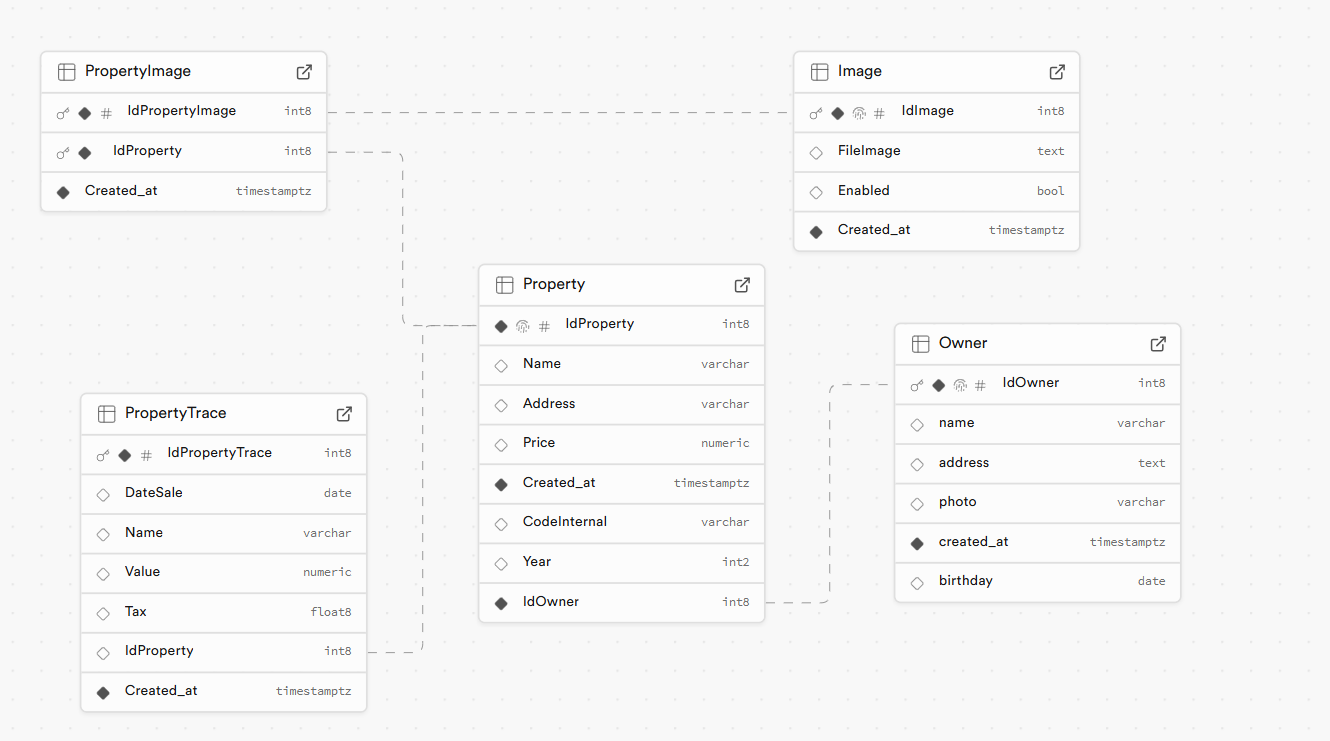 PropertyImage
# IdPropertyImage int8
IdProperty int8
Created_at timestamptz
Image
# IdImage int8
FileImage text
Enabled bool
Created_at timestamptz
Property
# IdProperty int8
Name varchar
Address varchar
Price numeric
Created_at timestamptz
CodeInternal varchar
Year int2
IdOwner int8
Owner
# IdOwner int8
name varchar
address text
photo varchar
created_at timestamptz
birthday date
PropertyTrace
# IdPropertyTrace int8
DateSale date
Name varchar
Value numeric
Tax float8
IdProperty int8
Created_at timestamptz